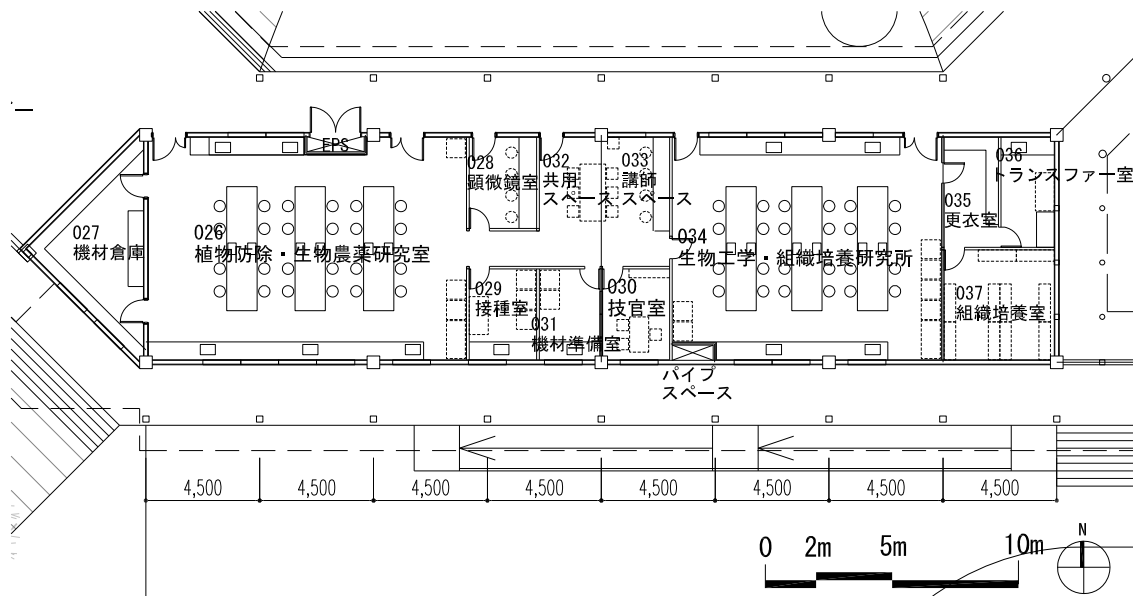 EPS
028
顕微鏡室
032
共用
スペース
033
講師
スペース
036
トランスファー室
035
更衣室
027
機材倉庫
026
植物防除・生物農薬研究室
034
生物工学・組織培養研究所
029
接種室
031
機材準備室
030
技官室
037
組織培養室
パイプ
スペース
4,500 4,500 4,500 4,500 4,500 4,500 4,500 4,500
0 2m 5m 10m
N